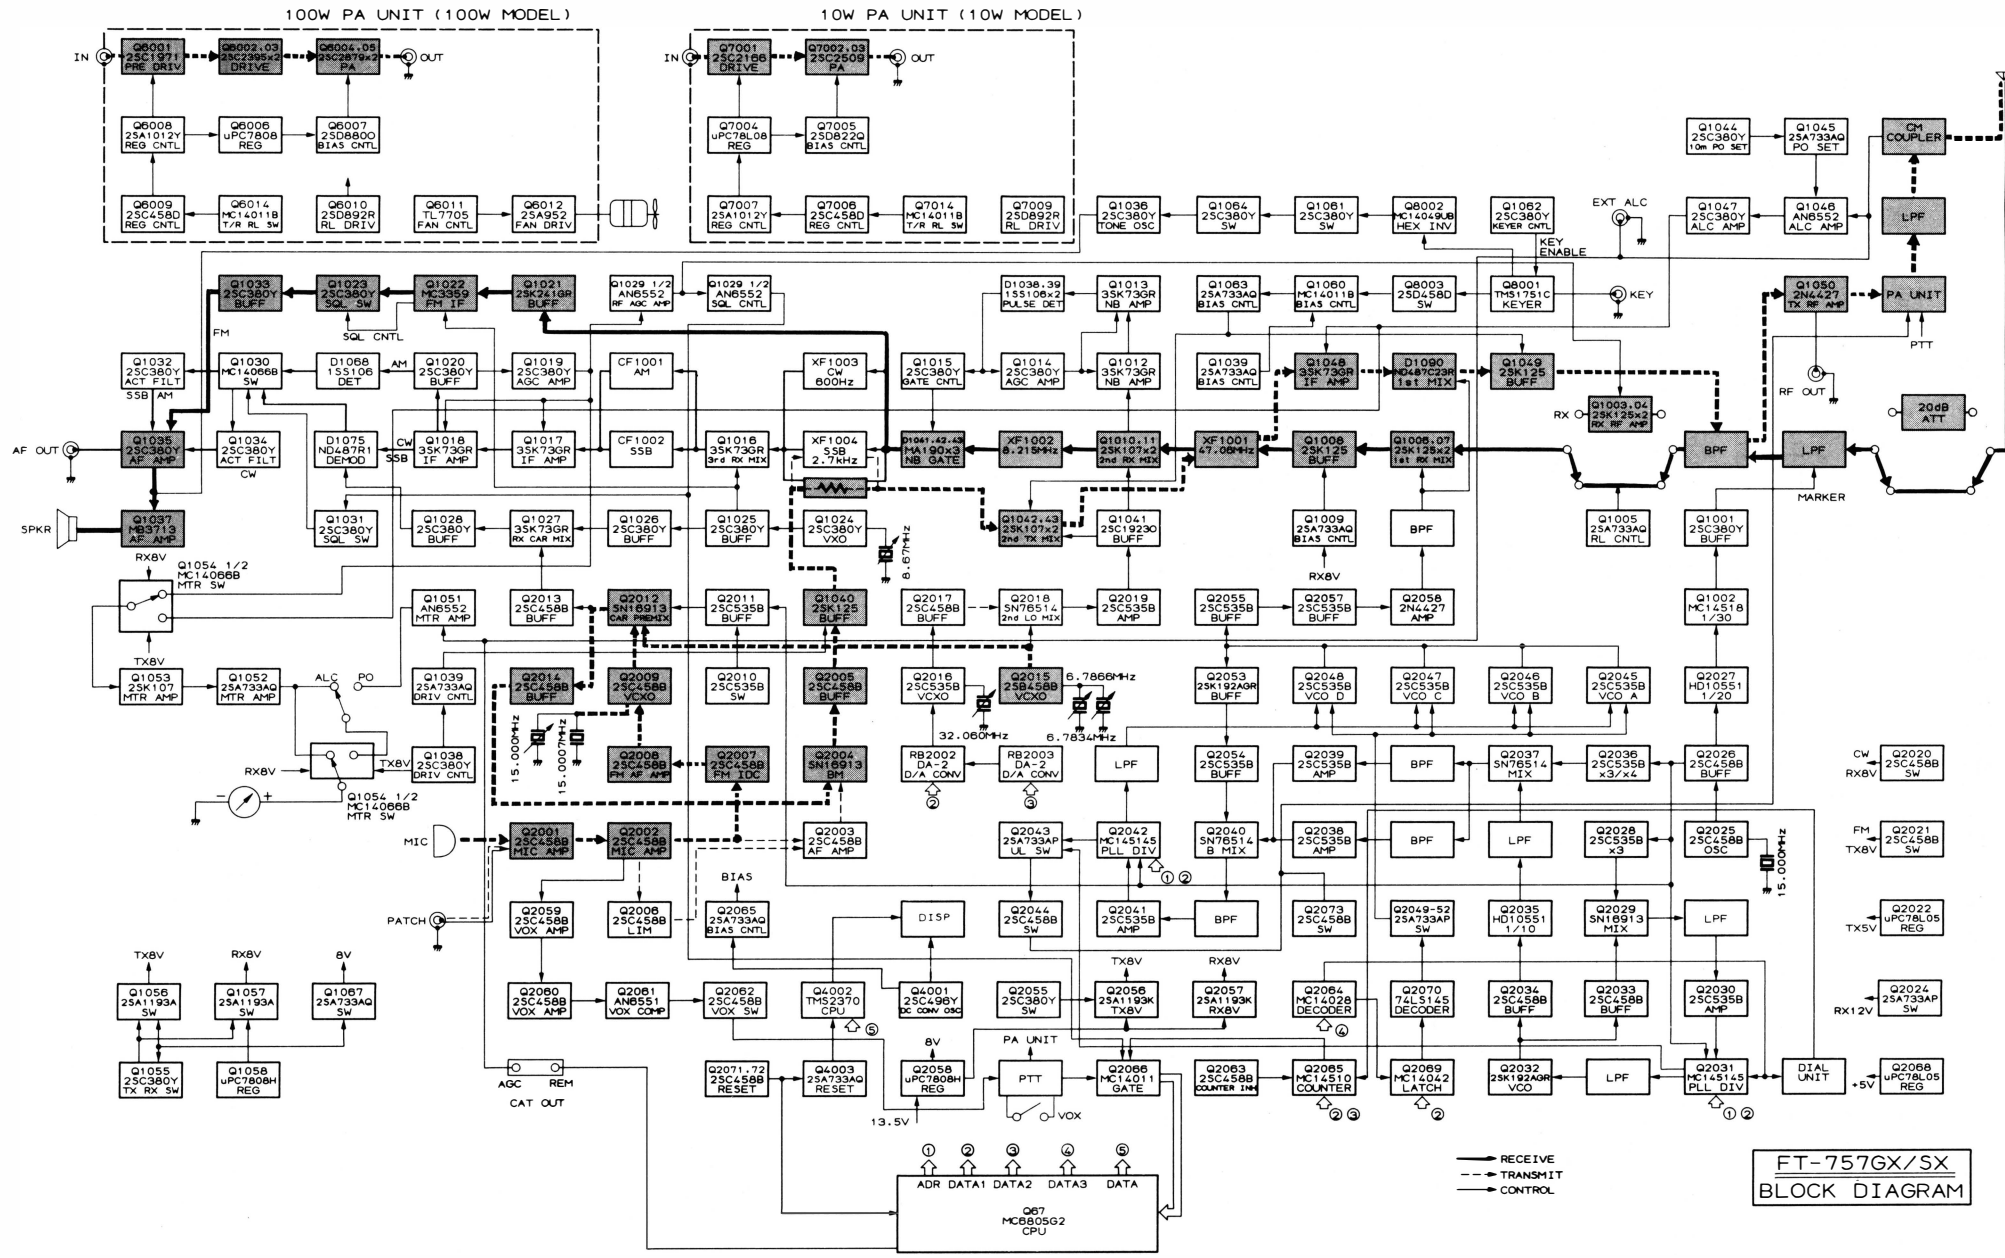 100W PA UNIT (100W MODEL)
10W PA UNIT (10W MODEL)
IN
Q6001
2SC1971
PRE DRIV
Q6002.03
2SC2395x2
DRIVE
Q6004.05
2SC2879x2
PA
OUT
IN
Q7001
2SC2166
DRIVE
Q7002.03
2SC2509
PA
OUT
Q6008
2SA1012Y
REG CNTL
Q6006
uPC7808
REG
Q6007
2SD880O
BIAS CNTL
Q7004
uPC78L08
REG
Q7005
2SD822Q
BIAS CNTL
Q1044
2SC380Y
10m PO SET
Q1045
2SA733AQ
PO SET
CM
COUPLER
Q6009
2SC458D
REG CNTL
Q6014
MC14011B
T/R RL SW
Q6010
2SD892R
RL DRIV
Q6011
TL7705
FAN CNTL
Q6012
2SA952
FAN DRIV
Q7007
2SA1012Y
REG CNTL
Q7006
2SC458D
REG CNTL
Q7014
MC14011B
T/R RL SW
Q7009
2SD892R
RL DRIV
Q1036
2SC380Y
TONE OSC
Q1064
2SC380Y
SW
Q1061
2SC380Y
SW
Q8002
MC14049UB
HEX INV
Q1062
2SC380Y
KEYER CNTL
KEY
ENABLE
EXT ALC
Q1047
2SC380Y
ALC AMP
Q1046
AN6552
ALC AMP
LPF
Q1033
2SC380Y
BUFF
Q1023
2SC380Y
SQL SW
Q1022
MC3359
FM IF
Q1021
2SK241GR
BUFF
Q1029 1/2
AN6552
RF AGC AMP
Q1029 1/2
AN6552
SQL CNTL
D1038.39
1SS106x2
PULSE DET
Q1013
3SK73GR
NB AMP
Q1063
2SA733AQ
BIAS CNTL
Q1060
MC14011B
BIAS CNTL
Q8003
2SD458D
SW
Q8001
TMS1751C
KEYER
KEY
Q1050
2N4427
TX RF AMP
PA UNIT
FM
SQL CNTL
PTT
Q1032
2SC380Y
ACT FILT
Q1030
MC14066B
SW
D1068
1SS106
DET
AM
Q1020
2SC380Y
BUFF
Q1019
2SC380Y
AGC AMP
CF1001
AM
XF1003
CW
600Hz
Q1015
2SC380Y
GATE CNTL
Q1014
2SC380Y
AGC AMP
Q1012
3SK73GR
NB AMP
Q1039
2SA733AQ
BIAS CNTL
Q1048
3SK73GR
IF AMP
D1090
ND487C23R
1st MIX
Q1049
2SK125
BUFF
RF OUT
SSB AM
RX
Q1003.04
2SK125x2
RX RF AMP
20dB
ATT
AF OUT
Q1035
2SC380Y
AF AMP
Q1034
2SC380Y
ACT FILT
CW
D1075
ND487R1
DEMOD
CW
SSB
Q1018
3SK73GR
IF AMP
Q1017
3SK73GR
IF AMP
CF1002
SSB
Q1016
3SK73GR
3rd RX MIX
XF1004
SSB
2.7kHz
D1041.42.43
MA190x3
NB GATE
XF1002
8.215MHz
Q1010.11
2SK107x2
2nd RX MIX
XF1001
47.06MHz
Q1008
2SK125
BUFF
Q1006.07
2SK125x2
1st RX MIX
BPF
LPF
MARKER
SPKR
Q1037
MB3713
AF AMP
Q1031
2SC380Y
SQL SW
Q1028
2SC380Y
BUFF
Q1027
3SK73GR
RX CAR MIX
Q1026
2SC380Y
BUFF
Q1025
2SC380Y
BUFF
Q1024
2SC380Y
VXO
8.67MHz
Q1042.43
2SK107x2
2nd TX MIX
Q1041
2SC1923O
BUFF
Q1009
2SA733AQ
BIAS CNTL
RX8V
BPF
Q1005
2SA733AQ
RL CNTL
Q1001
2SC380Y
BUFF
RX8V
Q1054 1/2
MC14066B
MTR SW
TX8V
Q1051
AN6552
MTR AMP
Q2013
2SC458B
BUFF
Q2012
SN16913
CAR PREMIX
Q2011
2SC535B
BUFF
Q1040
2SK125
BUFF
Q2017
2SC458B
BUFF
Q2018
SN76514
2nd LO MIX
Q2019
2SC535B
AMP
Q2055
2SC535B
BUFF
Q2057
2SC535B
BUFF
Q2058
2N4427
AMP
Q1002
MC14518
1/30
Q1053
2SK107
MTR AMP
Q1052
2SA733AQ
MTR AMP
ALC
PO
Q1039
2SA733AQ
DRIV CNTL
Q2014
2SC458B
BUFF
Q2009
2SC458B
VCXO
Q2010
2SC535B
SW
Q2005
2SC458B
BUFF
Q2016
2SC535B
VCXO
32.060MHz
Q2015
2SB458B
VCXO
6.7866MHz
6.7834MHz
Q2053
2SK192AGR
BUFF
Q2048
2SC535B
VCO D
Q2047
2SC535B
VCO C
Q2046
2SC535B
VCO B
Q2045
2SC535B
VCO A
Q2027
HD10551
1/20
15.000MHz
15.0007MHz
RX8V
TX8V
Q1054 1/2
MC14066B
MTR SW
Q1038
2SC380Y
DRIV CNTL
Q2008
2SC458B
FM AF AMP
Q2007
2SC458B
FM IDC
Q2004
SN16913
BM
RB2002
DA-2
D/A CONV
②
RB2003
DA-2
D/A CONV
③
LPF
Q2054
2SC535B
BUFF
Q2039
2SC535B
AMP
BPF
Q2037
SN76514
MIX
Q2036
2SC535B
x3/x4
Q2026
2SC458B
BUFF
CW
RX8V
Q2020
2SC458B
SW
MIC
Q2001
2SC458B
MIC AMP
Q2002
2SC458B
MIC AMP
Q2003
2SC458B
AF AMP
Q2043
2SA733AP
UL SW
Q2042
MC145145
PLL DIV
① ②
Q2040
SN76514
B MIX
Q2038
2SC535B
AMP
BPF
LPF
Q2028
2SC535B
x3
Q2025
2SC458B
OSC
15.000MHz
FM
TX8V
Q2021
2SC458B
SW
PATCH
Q2059
2SC458B
VOX AMP
Q2006
2SC458B
LIM
BIAS
Q2065
2SA733AQ
BIAS CNTL
DISP
Q2044
2SC458B
SW
Q2041
2SC535B
AMP
BPF
Q2073
2SC458B
SW
Q2049-52
2SA733AP
SW
Q2035
HD10551
1/10
Q2029
SN16913
MIX
LPF
TX5V
Q2022
uPC78L05
REG
TX8V
Q1056
2SA1193A
SW
RX8V
Q1057
2SA1193A
SW
8V
Q1067
2SA733AQ
SW
Q2060
2SC458B
VOX AMP
Q2061
AN6551
VOX COMP
Q2062
2SC458B
VOX SW
Q4002
TMS2370
CPU
⑤
Q4001
2SC496Y
DC CONV OSC
Q2055
2SC380Y
SW
TX8V
Q2056
2SA1193K
TX8V
RX8V
Q2057
2SA1193K
RX8V
Q2064
MC14028
DECODER
④
Q2070
74LS145
DECODER
Q2034
2SC458B
BUFF
Q2033
2SC535B
BUFF
Q2030
2SC535B
AMP
RX12V
Q2024
2SA733AP
SW
Q1055
2SC380Y
TX RX SW
Q1058
uPC7808H
REG
AGC REM
CAT OUT
Q2071.72
2SC458B
RESET
Q4003
2SA733AQ
RESET
8V
Q2058
uPC7808H
REG
13.5V
PA UNIT
PTT
VOX
Q2066
MC14011
GATE
Q2063
2SC458B
COUNTER INH
Q2065
MC14510
COUNTER
② ③
Q2069
MC14042
LATCH
②
Q2032
2SK192AGR
VCO
LPF
Q2031
MC145145
PLL DIV
① ②
DIAL
UNIT
+5V
Q2068
uPC78L05
REG
① ② ③ ④ ⑤
ADR DATA1 DATA2 DATA3 DATA
Q67
MC6805G2
CPU
RECEIVE
TRANSMIT
CONTROL
FT-757GX/SX
BLOCK DIAGRAM